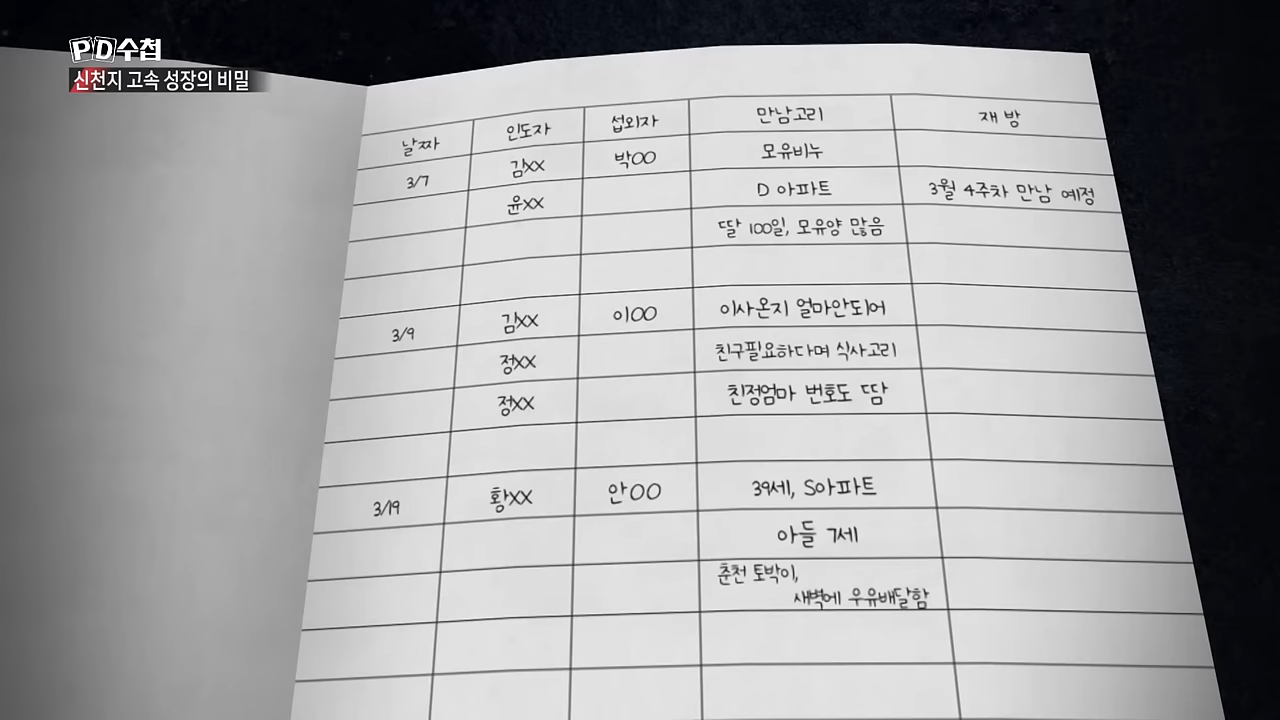 PD수첩
신천지 고속 성장의 비밀
날짜 인도자 섭외자 만남고리 재방
3/7 김XX 박OO 모유비누
윤XX D 아파트 3월 4주차 만남 예정
딸 100일, 모유양 많음
3/9 김XX 이OO 이사온지 얼마안되어
정XX 친구필요하다며 식사고리
정XX 친정엄마 번호도 땀
3/19 황XX 안OO 39세, S아파트
아들 7세
춘천 토박이,
새벽에 우유배달함